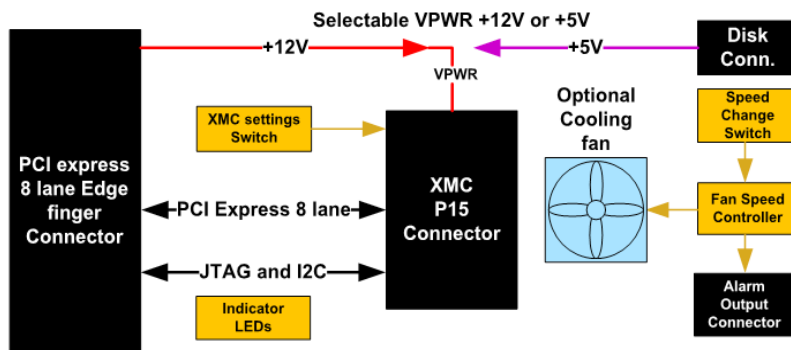 Selectable VPWR +12V or +5V
+12V
+5V
Disk
Conn.
VPWR
XMC settings
Switch
Optional
Cooling
fan
Speed
Change
Switch
PCI express
8 lane Edge
finger
Connector
XMC
P15
Connector
PCI Express 8 lane
Fan Speed
Controller
JTAG and I2C
Indicator
LEDs
Alarm
Output
Connector